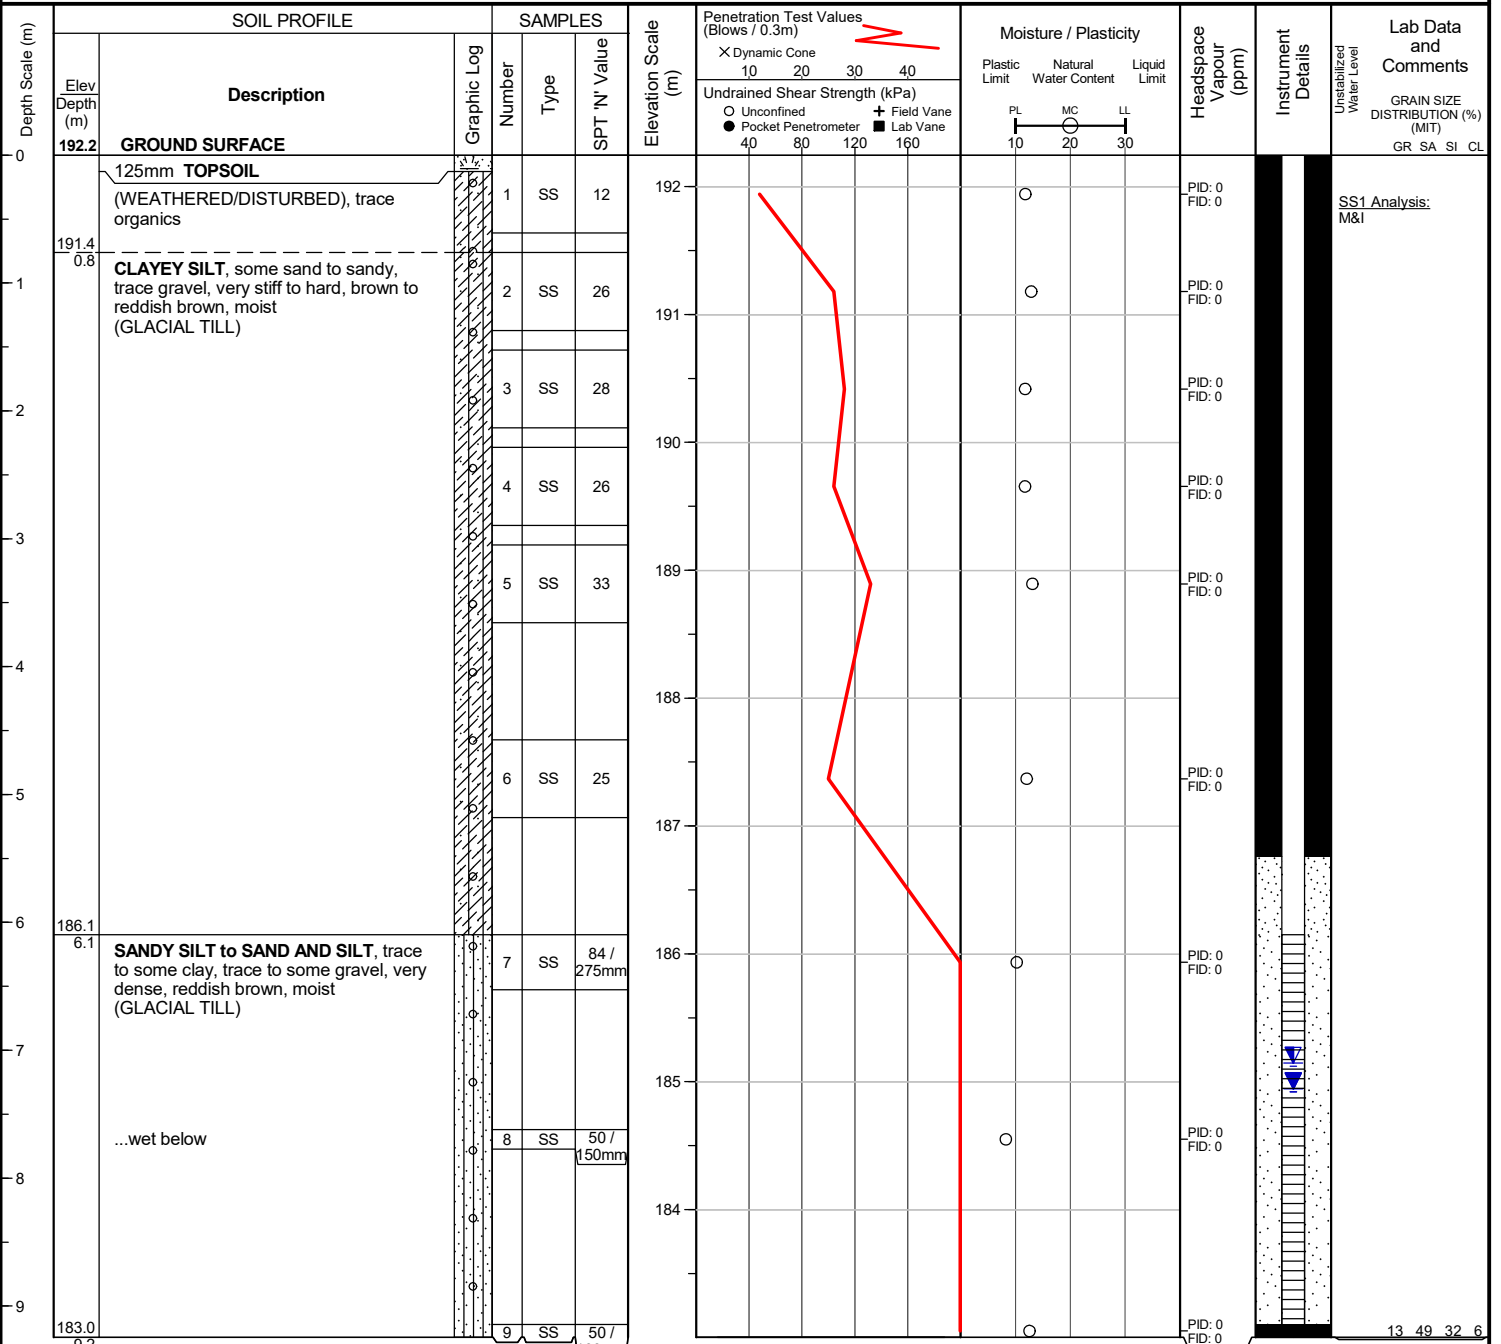 SOIL PROFILE
SAMPLES
Depth Scale (m)
Elev
Depth
(m)
Description
Graphic Log
Number
Type
SPT 'N' Value
Elevation Scale
(m)
Penetration Test Values
(Blows / 0.3m)
× Dynamic Cone
10 20 30 40
Undrained Shear Strength (kPa)
Unconfined
Field Vane
Pocket Penetrometer
Lab Vane
40 80 120 160
Moisture / Plasticity
Plastic
Limit
Natural
Water Content
Liquid
Limit
PL MC LL
10 20 30
Headspace
Vapour
(ppm)
Instrument
Details
Unstabilized
Water Level
Lab Data
and
Comments
GRAIN SIZE
DISTRIBUTION (%)
(MIT)
GR SA SI CL
192.2 GROUND SURFACE
0
125mm TOPSOIL
(WEATHERED/DISTURBED), trace
organics
1 SS 12
192
PID: 0
FID: 0
SS1 Analysis:
M&I
191.4
0.8
CLAYEY SILT, some sand to sandy,
trace gravel, very stiff to hard, brown to
reddish brown, moist
(GLACIAL TILL)
1
2 SS 26
191
PID: 0
FID: 0
2
3 SS 28
190
PID: 0
FID: 0
4 SS 26
PID: 0
FID: 0
3
5 SS 33
189
PID: 0
FID: 0
4
188
6 SS 25
PID: 0
FID: 0
5
187
6
186.1
6.1
SANDY SILT to SAND AND SILT, trace
to some clay, trace to some gravel, very
dense, reddish brown, moist
(GLACIAL TILL)
7 SS 84 /
275mm
186
PID: 0
FID: 0
7
185
...wet below
8 SS 50 /
150mm
PID: 0
FID: 0
8
184
9
183.0
9 SS 50 /
PID: 0
FID: 0
13 49 32 6